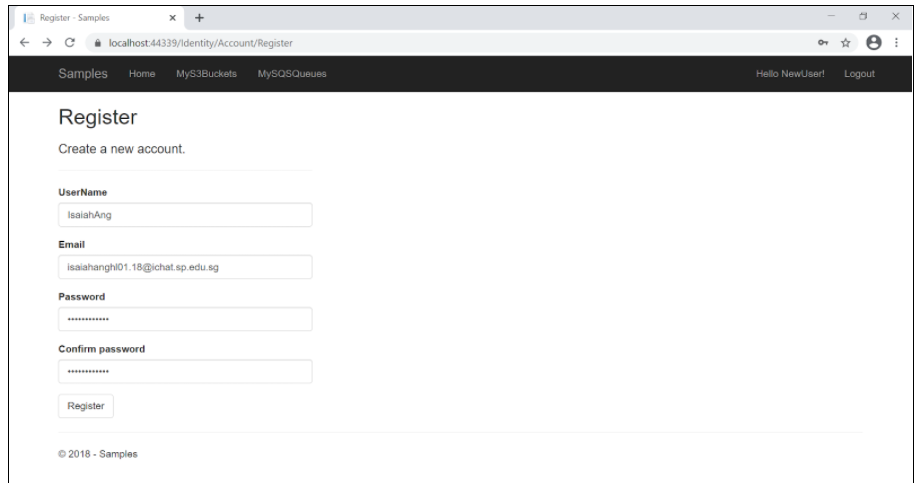 Register - Samples
localhost:44339/Identity/Account/Register
Samples Home MyS3Buckets MySQSQueues Hello NewUser! Logout
Register
Create a new account.
UserName
IsaiahAng
Email
isaiahanghl01.18@ichat.sp.edu.sg
Password
••••••••••••
Confirm password
••••••••••••
Register
© 2018 - Samples